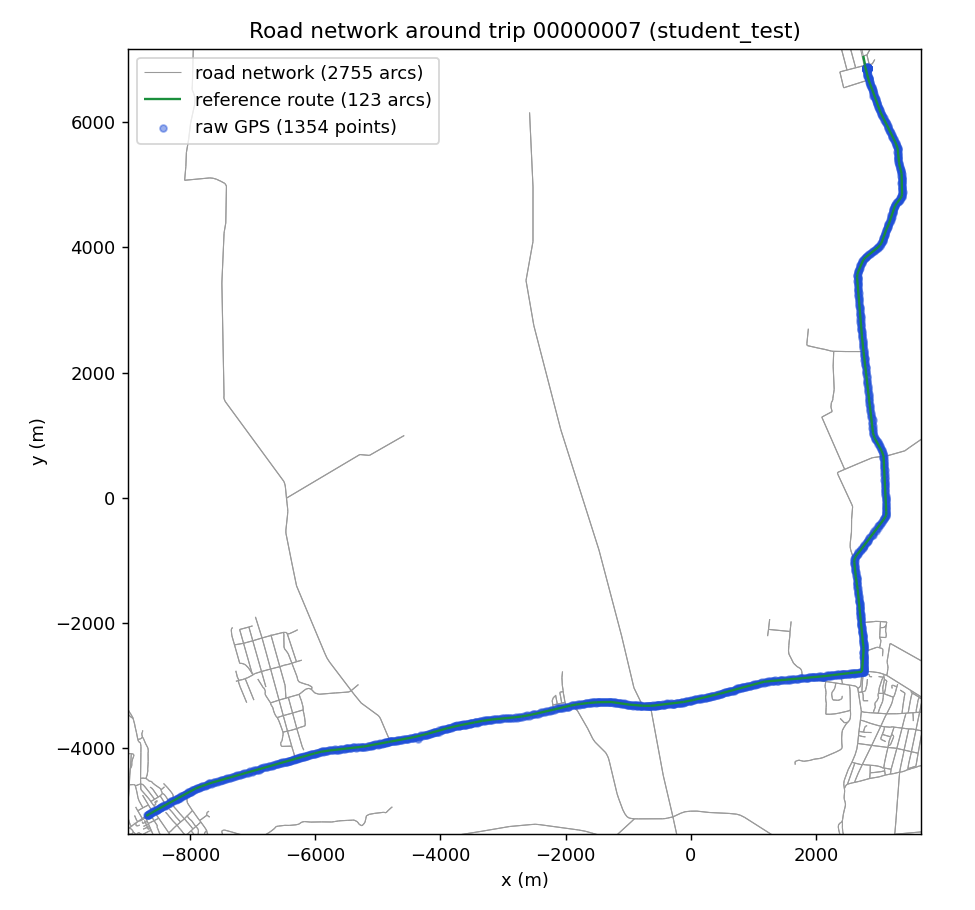 Road network around trip 00000007 (student_test)
road network (2755 arcs)
reference route (123 arcs)
raw GPS (1354 points)
6000
4000
2000
0
−2000
−4000
y (m)
−8000 −6000 −4000 −2000 0 2000
x (m)